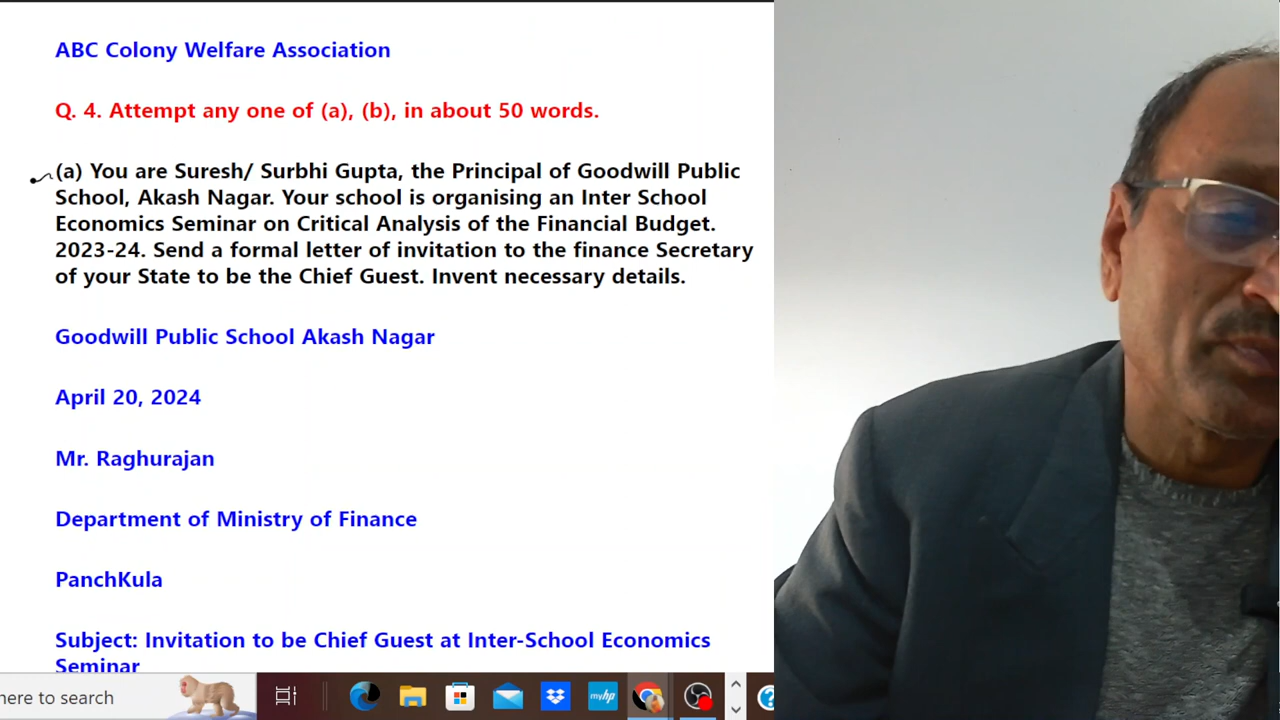 ABC Colony Welfare Association
Q. 4. Attempt any one of (a), (b), in about 50 words.
(a) You are Suresh/ Surbhi Gupta, the Principal of Goodwill Public
School, Akash Nagar. Your school is organising an Inter School
Economics Seminar on Critical Analysis of the Financial Budget.
2023-24. Send a formal letter of invitation to the finance Secretary
of your State to be the Chief Guest. Invent necessary details.
Goodwill Public School Akash Nagar
April 20, 2024
Mr. Raghurajan
Department of Ministry of Finance
PanchKula
Subject: Invitation to be Chief Guest at Inter-School Economics
Seminar
here to search
myhp